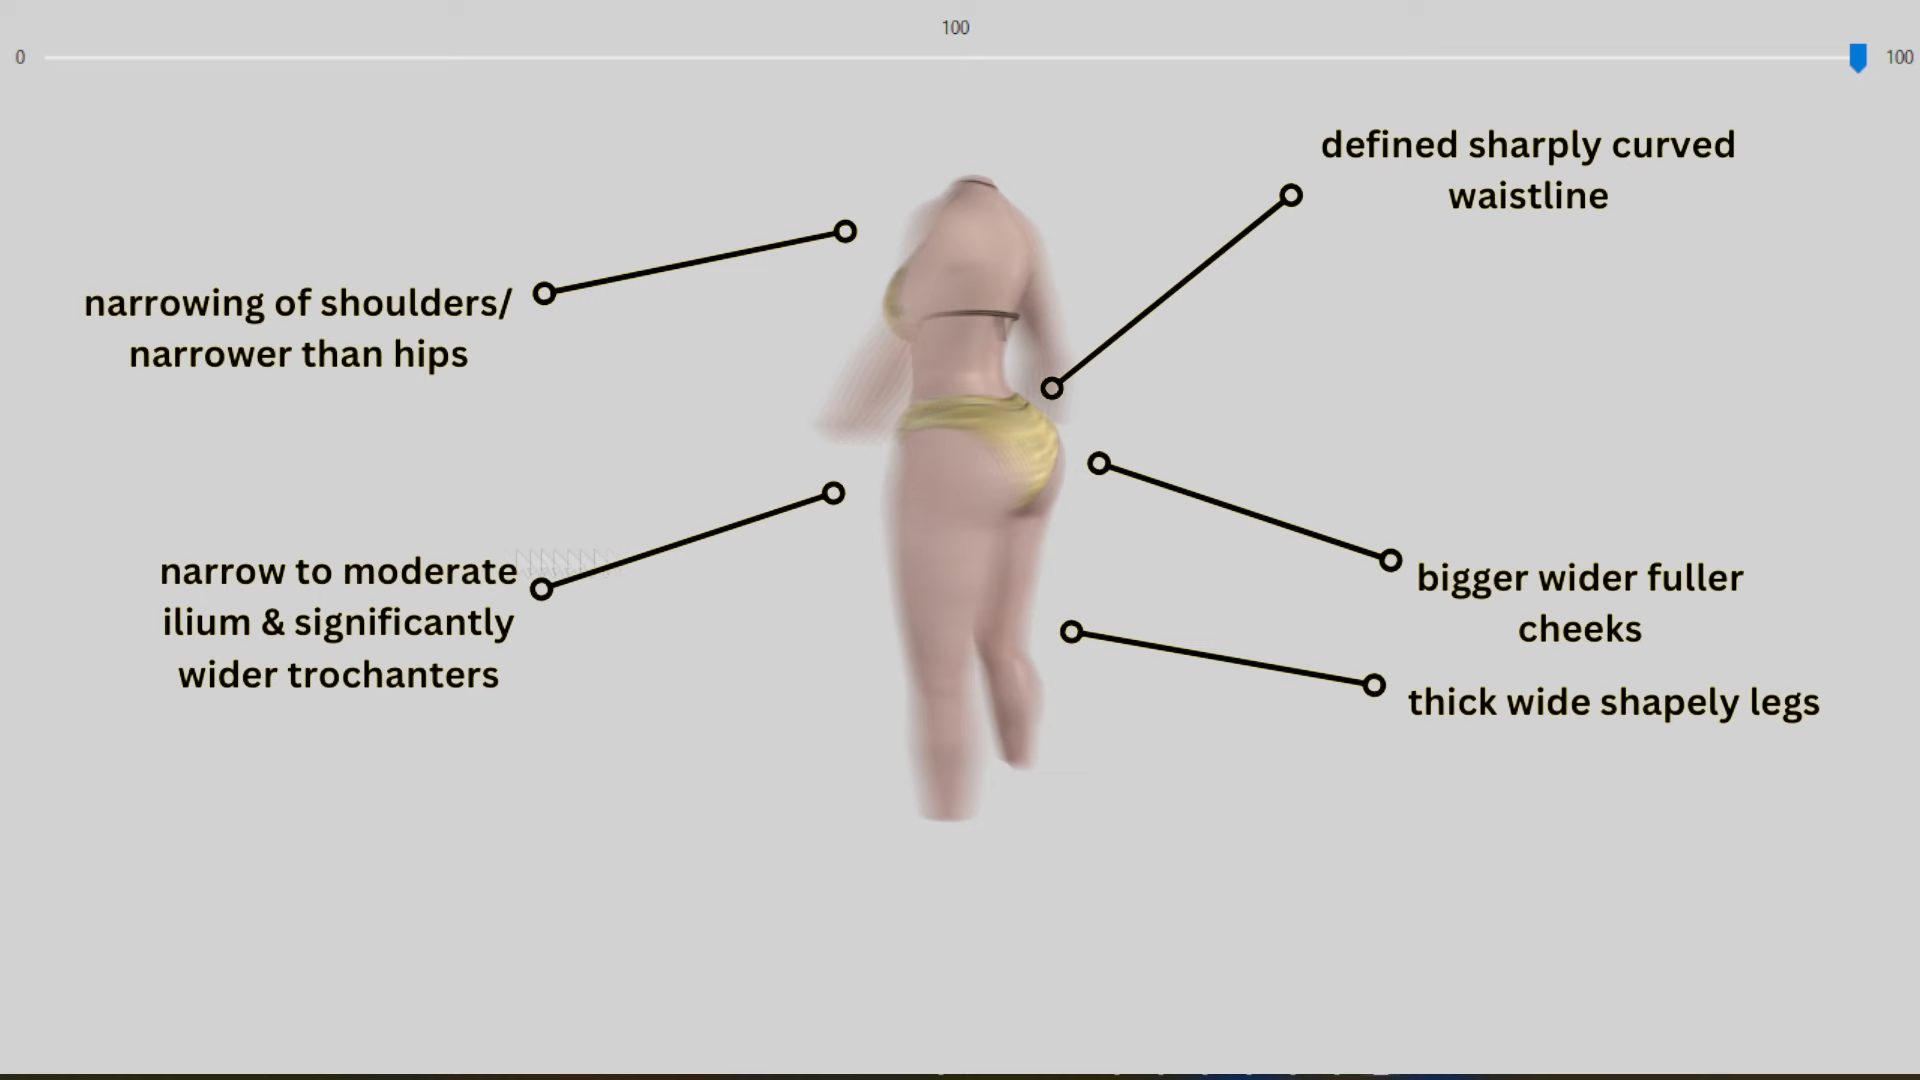 100
0
100
defined sharply curved
waistline
narrowing of shoulders/
narrower than hips
narrow to moderate
ilium & significantly
wider trochanters
bigger wider fuller
cheeks
thick wide shapely legs